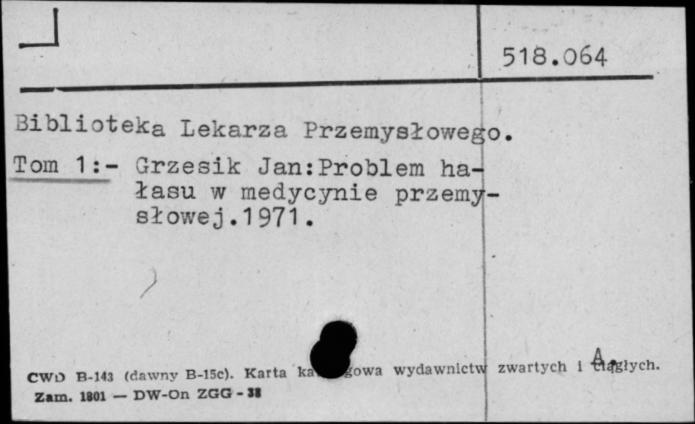 518.064
Biblioteka Lekarza Przemysłowego.
Tom 1:- Grzesik Jan:Problem ha-
łasu w medycynie przemy-
słowej.1971.
A.
CWD B-143 (dawny B-15c). Karta ka gowa wydawnictw zwartych i ciągłych.
Zam. 1801 — DW-On ZGG - 38